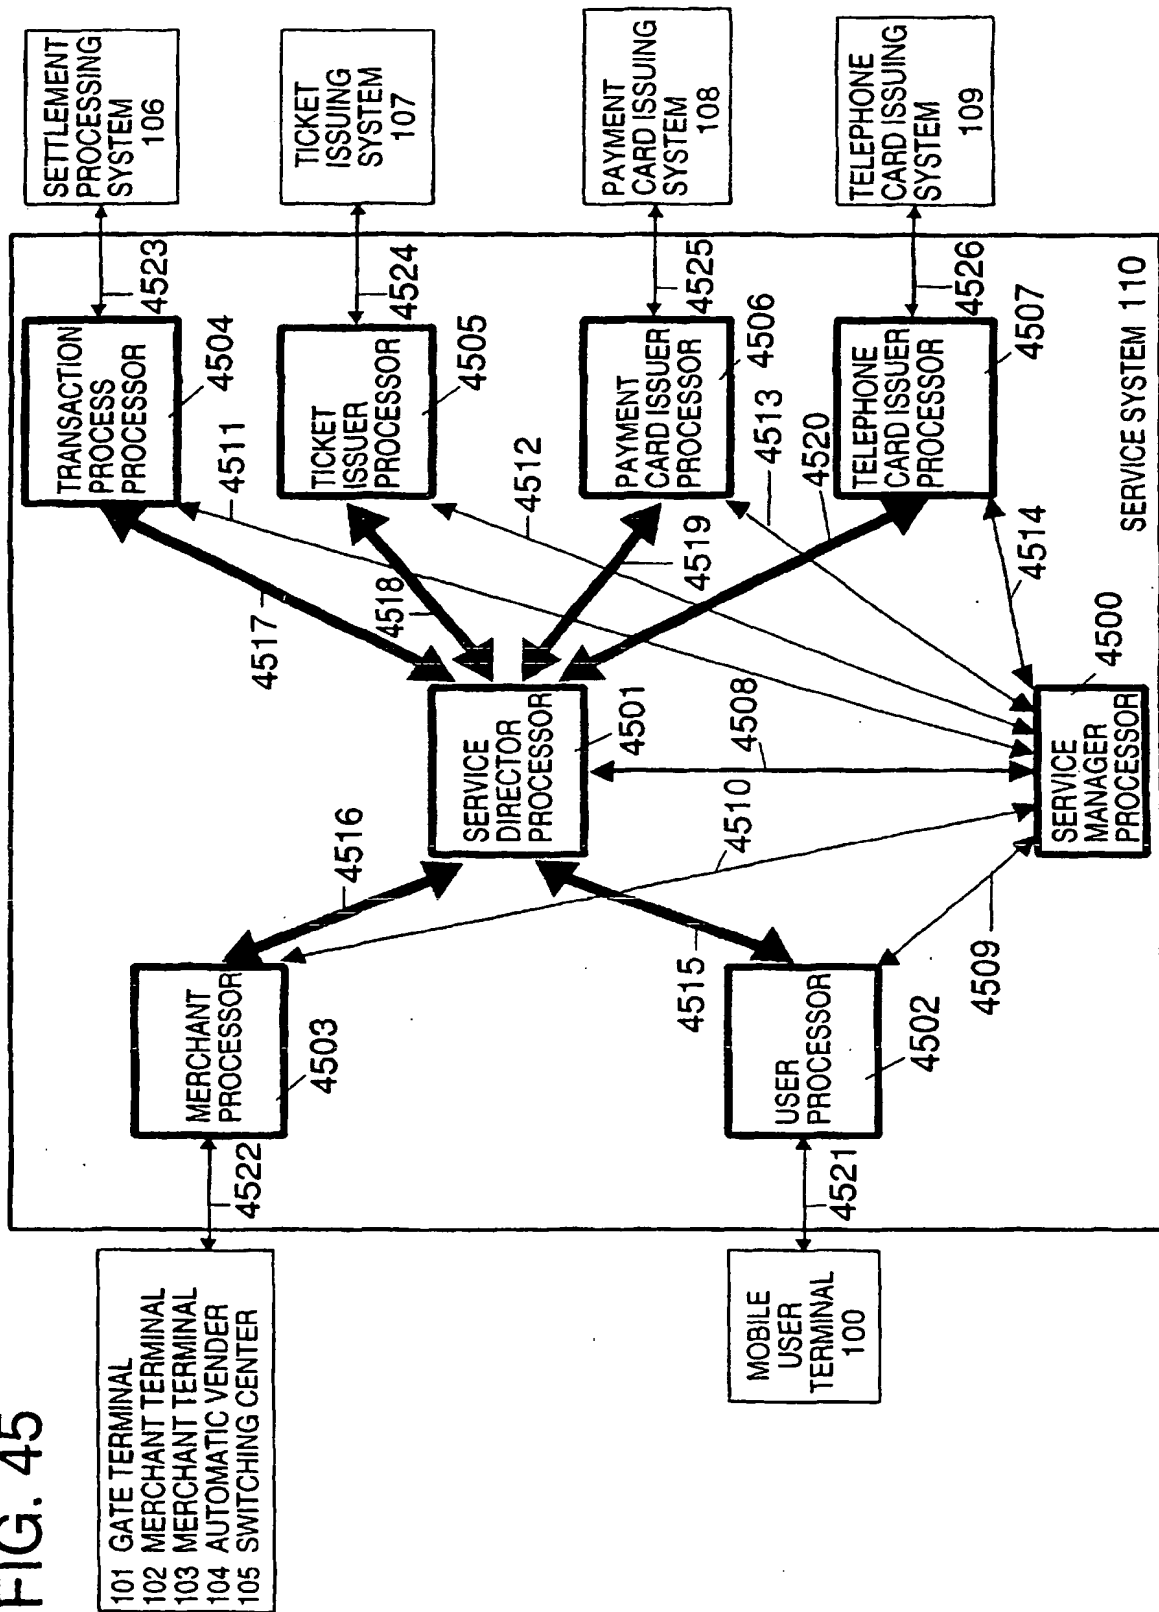 FIG. 45
101 GATE TERMINAL
102 MERCHANT TERMINAL
103 MERCHANT TERMINAL
104 AUTOMATIC VENDER
105 SWITCHING CENTER
MOBILE
USER
TERMINAL
100
4522
4521
MERCHANT
PROCESSOR
4503
USER
PROCESSOR
4502
4516
4515
4510
4509
SERVICE
DIRECTOR
PROCESSOR
4501
4508
SERVICE
MANAGER
PROCESSOR
4500
4517
4518
4519
4520
4511
4512
4513
4514
TRANSACTION
PROCESS
PROCESSOR
4504
TICKET
ISSUER
PROCESSOR
4505
PAYMENT
CARD ISSUER
PROCESSOR
4506
TELEPHONE
CARD ISSUER
PROCESSOR
4507
SERVICE SYSTEM 110
4523
4524
4525
4526
SETTLEMENT
PROCESSING
SYSTEM
106
TICKET
ISSUING
SYSTEM
107
PAYMENT
CARD ISSUING
SYSTEM
108
TELEPHONE
CARD ISSUING
SYSTEM
109